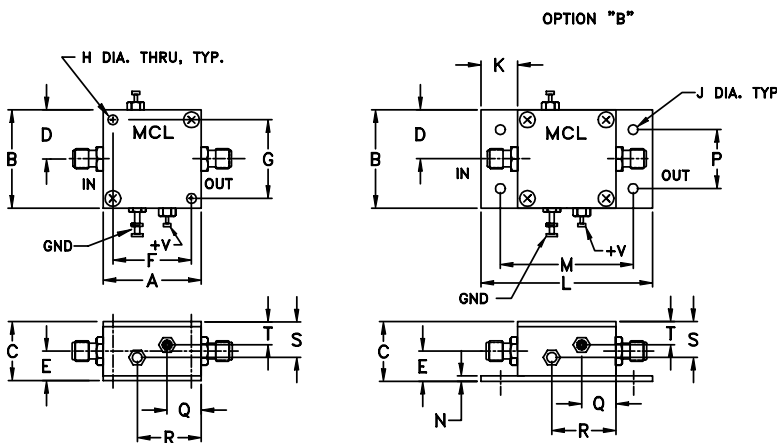 OPTION "B"
H DIA. THRU, TYP.
K
J DIA. TYP
D
B
MCL
G
IN
OUT
GND
+V
F
A
D
B
MCL
P
IN
OUT
+V
M
L
GND
C
E
T
S
Q
R
C
E
T
S
N
Q
R